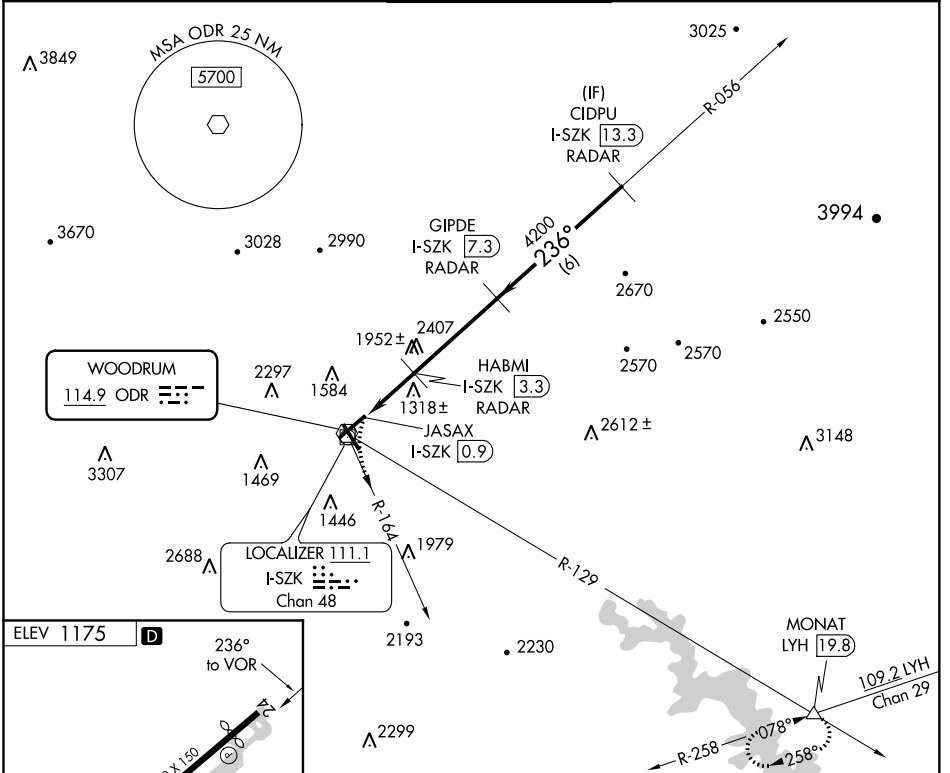 3025
3849
MSA ODR 25 NM
5700
R-056
(IF)
CIDPU
I-SZK 13.3
RADAR
3994
GIPDE
I-SZK 7.3
RADAR
4200
236°
(6)
3670
3028
2990
2670
2550
1952 ±
2407
2570
2570
WOODRUM
114.9 ODR
2297
1584
HABMI
I-SZK 3.3
RADAR
1318 ±
JASAX
I-SZK 0.9
2612 ±
3148
3307
1469
1446
R-164
2688
LOCALIZER 111.1
I-SZK
Chan 48
1979
R-129
2193
2230
MONAT
LYH 19.8
109.2 LYH
Chan 29
ELEV 1175
D
236°
to VOR
24
P
X 150
2299
R-258
078°
258°